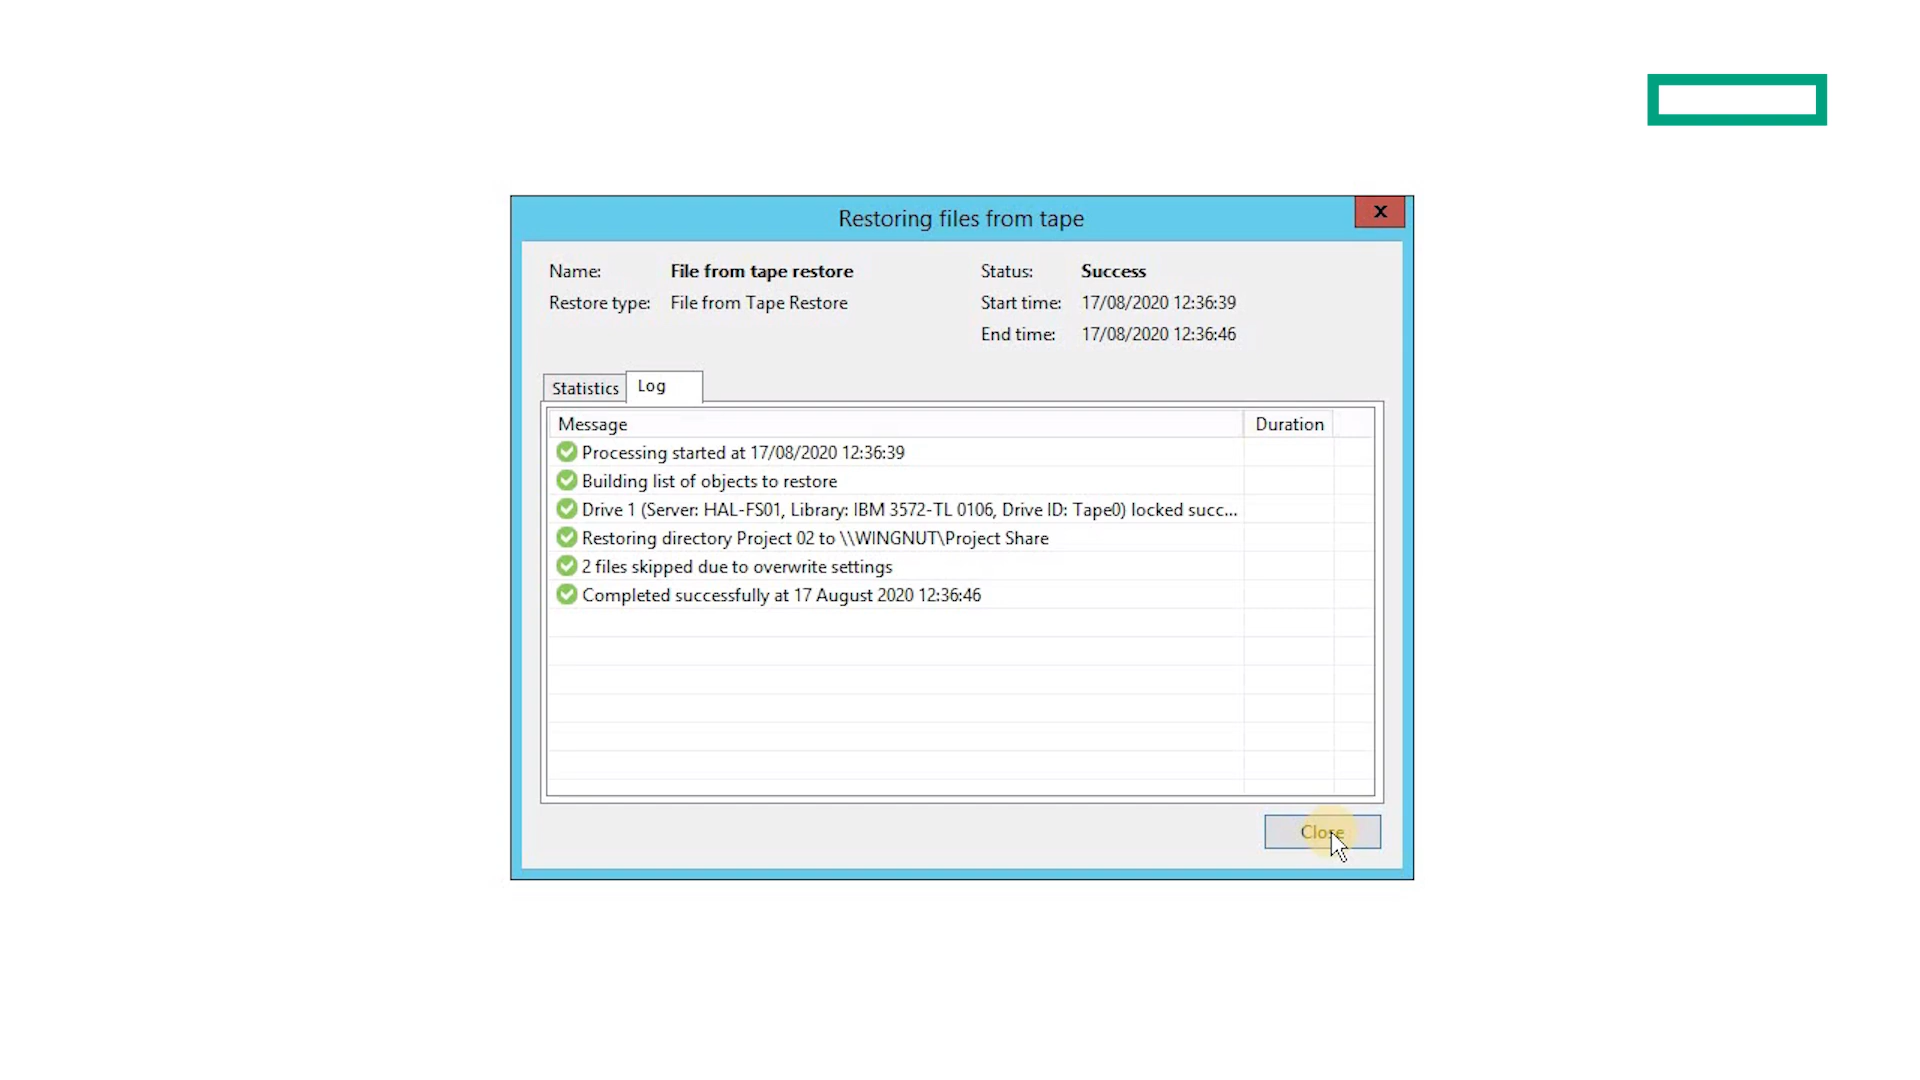 Restoring files from tape
x
Name: File from tape restore
Status: Success
Restore type: File from Tape Restore
Start time: 17/08/2020 12:36:39
End time: 17/08/2020 12:36:46
Statistics Log
Message Duration
Processing started at 17/08/2020 12:36:39
Building list of objects to restore
Drive 1 (Server: HAL-FS01, Library: IBM 3572-TL 0106, Drive ID: Tape0) locked succ...
Restoring directory Project 02 to \\WINGNUT\Project Share
2 files skipped due to overwrite settings
Completed successfully at 17 August 2020 12:36:46
Close